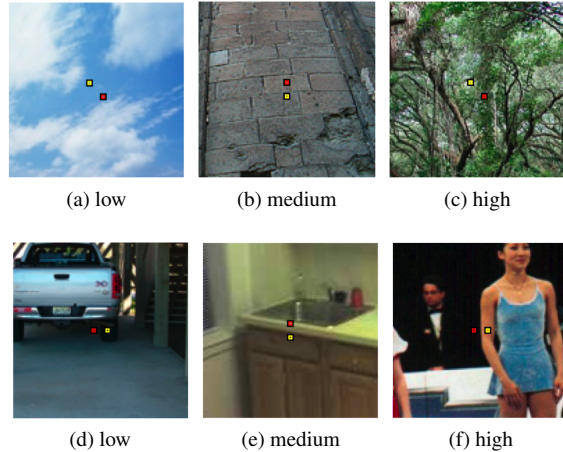 (a) low
(b) medium
(c) high
(d) low
(e) medium
(f) high